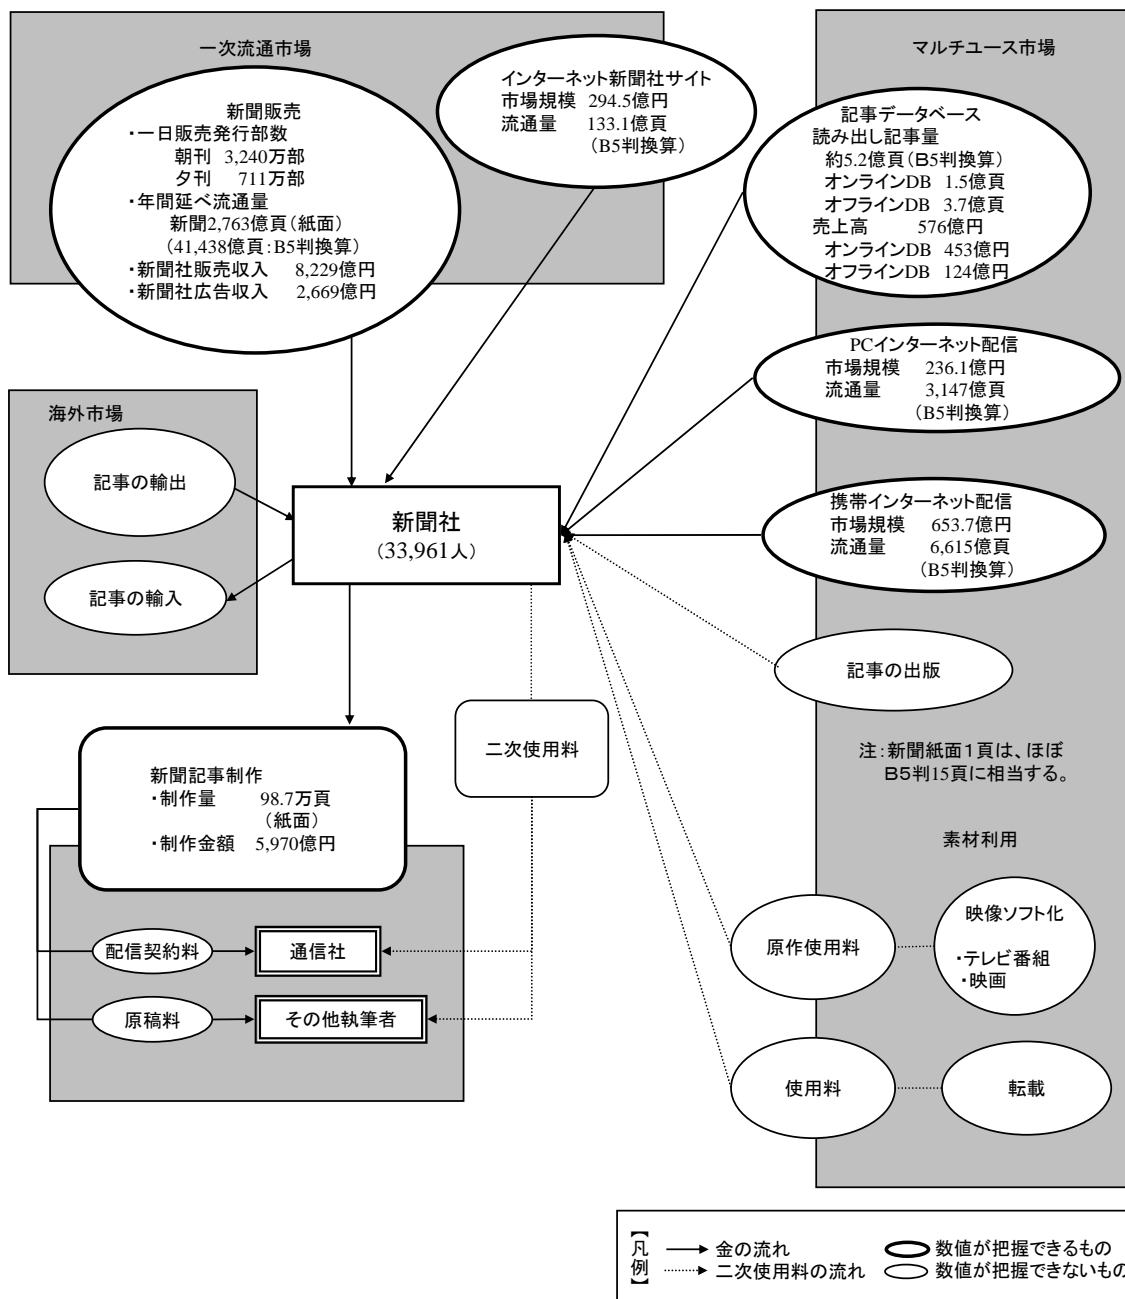 一次流通市場
新聞販売
・一日販売発行部数
朝刊 3,240万部
夕刊 711万部
・年間延べ流通量
新聞2,763億頁(紙面)
(41,438億頁:B5判換算)
・新聞社販売収入 8,229億円
・新聞社広告収入 2,669億円
インターネット新聞社サイト
市場規模 294.5億円
流通量 133.1億頁
(B5判換算)
マルチユース市場
記事データベース
読み出し記事量
約5.2億頁(B5判換算)
オンラインDB 1.5億頁
オフラインDB 3.7億頁
売上高 576億円
オンラインDB 453億円
オフラインDB 124億円
PCインターネット配信
市場規模 236.1億円
流通量 3,147億頁
(B5判換算)
携帯インターネット配信
市場規模 653.7億円
流通量 6,615億頁
(B5判換算)
記事の出版
注:新聞紙面1頁は、ほぼ
B5判15頁に相当する。
素材利用
映像ソフト化
・テレビ番組
・映画
原作使用料
使用料
転載
海外市場
記事の輸出
記事の輸入
新聞社
(33,961人)
二次使用料
新聞記事制作
・制作量 98.7万頁
(紙面)
・制作金額 5,970億円
配信契約料
通信社
原稿料
その他執筆者
【凡例】
金の流れ
二次使用料の流れ
数値が把握できるもの
数値が把握できないもの